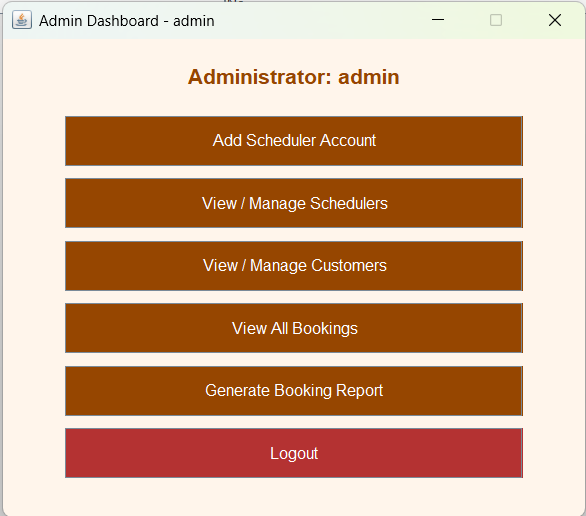 Admin Dashboard - admin
Administrator: admin
Add Scheduler Account
View / Manage Schedulers
View / Manage Customers
View All Bookings
Generate Booking Report
Logout